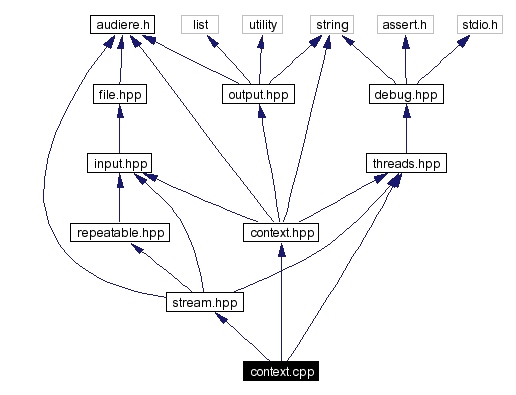 audiere.h list utility string assert.h stdio.h
file.hpp output.hpp debug.hpp
input.hpp threads.hpp
repeatable.hpp context.hpp
stream.hpp
context.cpp